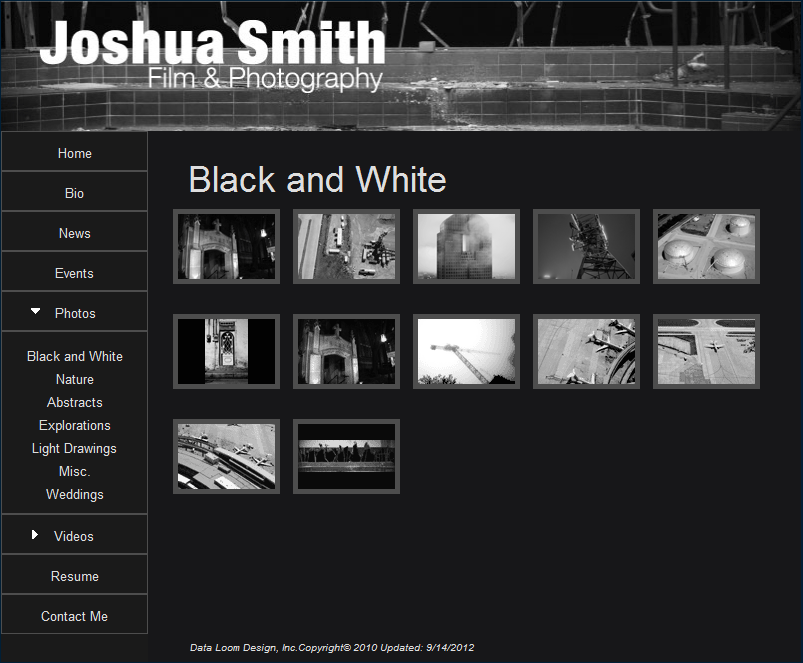 Joshua Smith
Film & Photography
Home
Bio
News
Events
Photos
Black and White
Nature
Abstracts
Explorations
Light Drawings
Misc.
Weddings
Videos
Resume
Contact Me
Black and White
Data Loom Design, Inc.Copyright© 2010 Updated: 9/14/2012